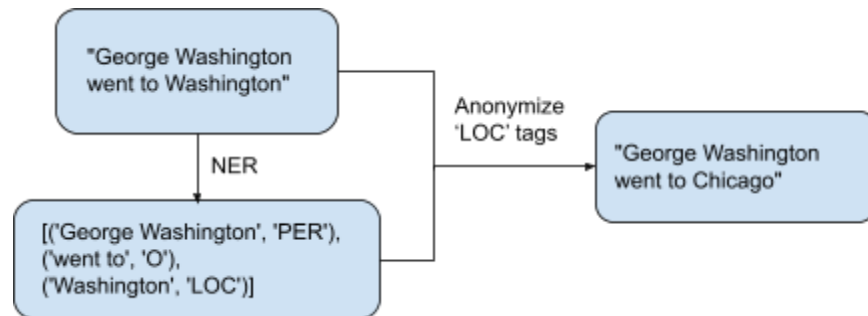 "George Washington
went to Washington"
NER
[('George Washington', 'PER'),
('went to', 'O'),
('Washington', 'LOC')]
Anonymize
‘LOC’ tags
"George Washington
went to Chicago"